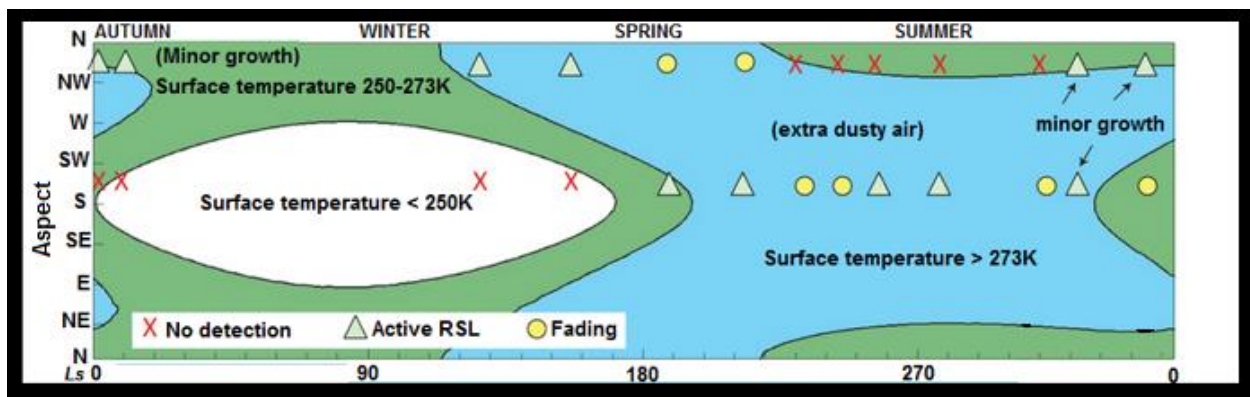 AUTUMN WINTER SPRING SUMMER
N
(Minor growth)
Surface temperature 250-273K
NW
W
(extra dusty air)
minor growth
SW
S
Surface temperature < 250K
SE
Surface temperature > 273K
E
NE
No detection Active RSL Fading
N
Aspect
Ls 0 90 180 270 0